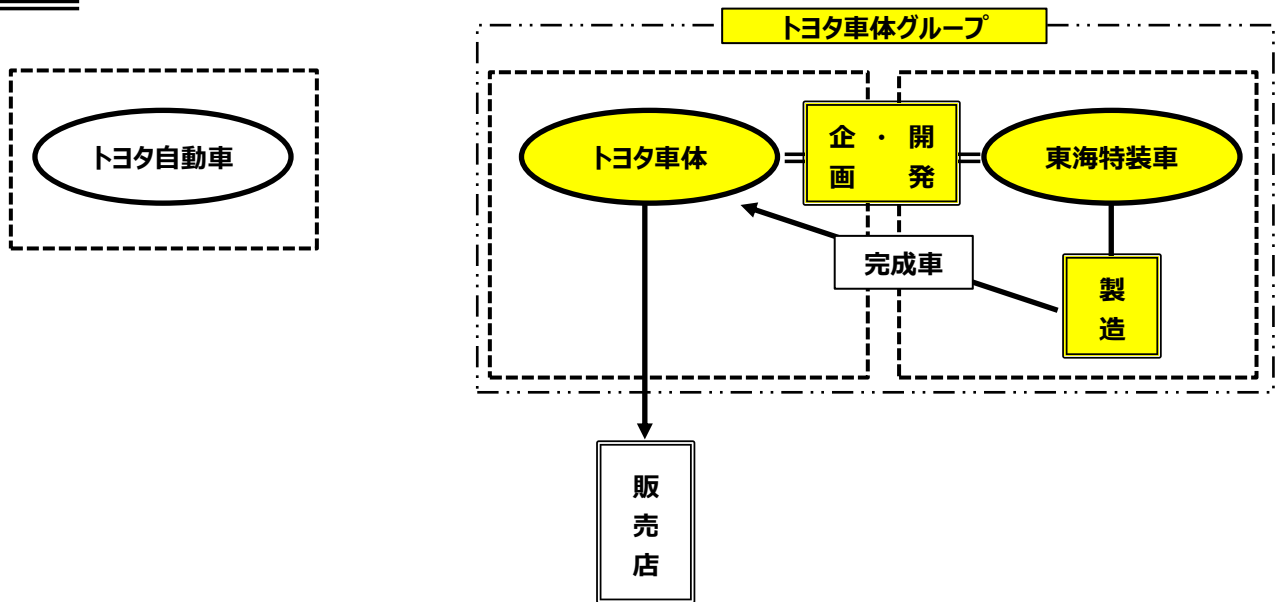 トヨタ車体グループ
トヨタ自動車
トヨタ車体
企画・開発
東海特装車
完成車
製造
販売店